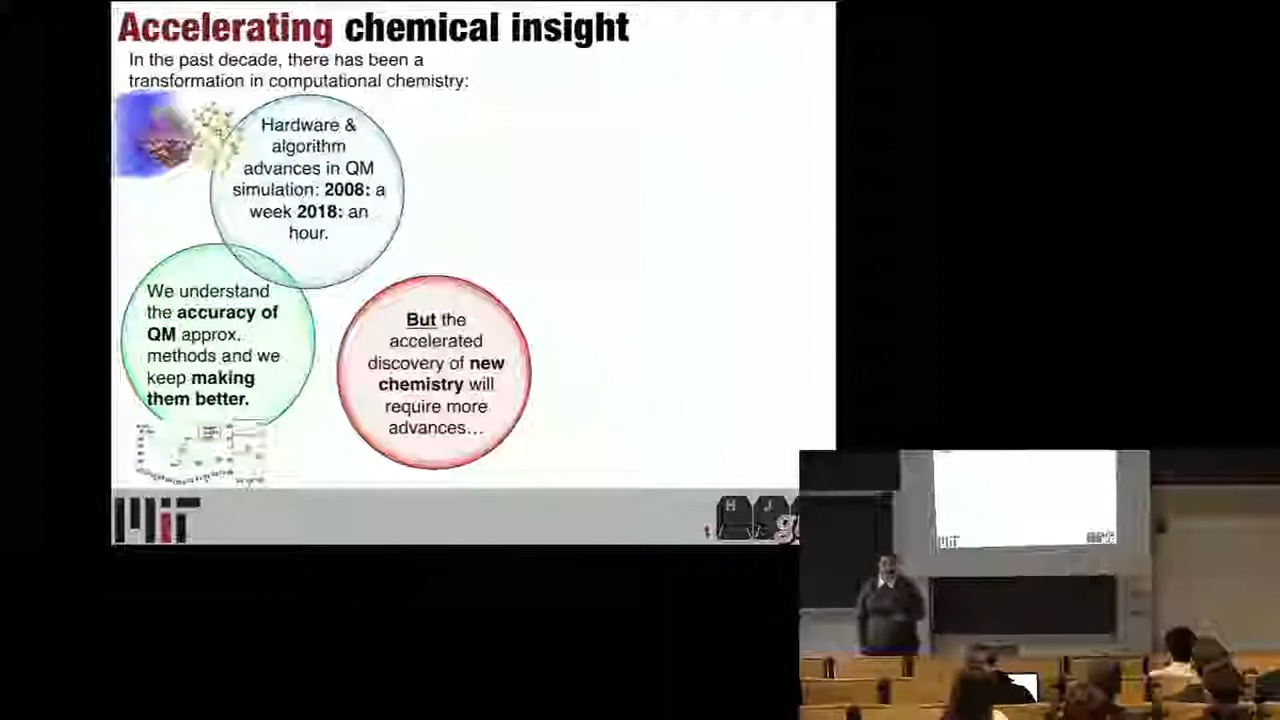 Accelerating chemical insight
In the past decade, there has been a
transformation in computational chemistry:
Hardware &
algorithm
advances in QM
simulation: 2008: a
week 2018: an
hour.
We understand
the accuracy of
QM approx.
methods and we
keep making
them better.
But the
accelerated
discovery of new
chemistry will
require more
advances…
MIT
1
H J
MIT